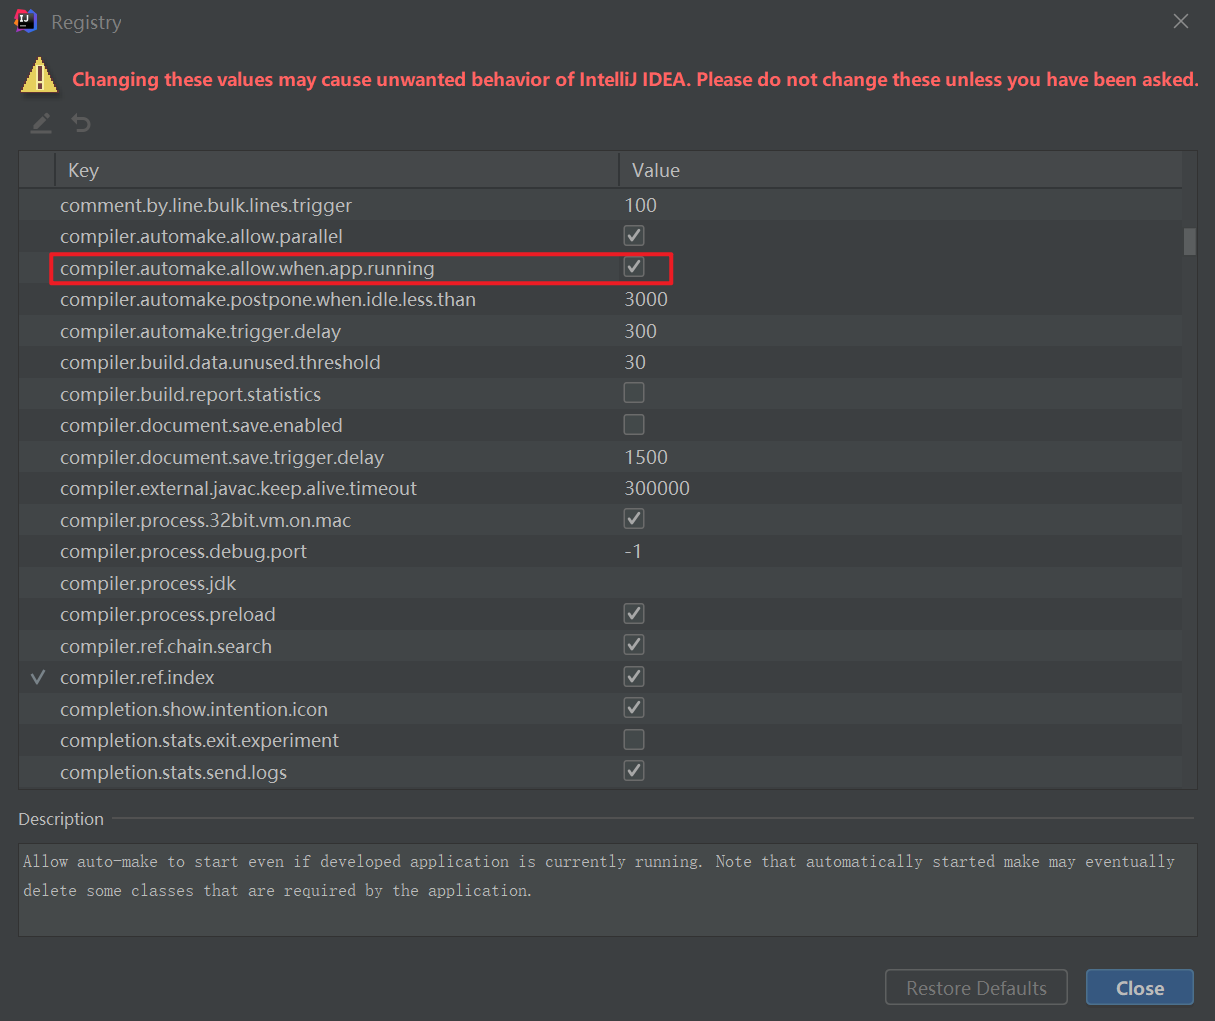 Registry
Changing these values may cause unwanted behavior of IntelliJ IDEA. Please do not change these unless you have been asked.
Key Value
comment.by.line.bulk.lines.trigger 100
compiler.automake.allow.parallel
compiler.automake.allow.when.app.running
compiler.automake.postpone.when.idle.less.than 3000
compiler.automake.trigger.delay 300
compiler.build.data.unused.threshold 30
compiler.build.report.statistics
compiler.document.save.enabled
compiler.document.save.trigger.delay 1500
compiler.external.javac.keep.alive.timeout 300000
compiler.process.32bit.vm.on.mac
compiler.process.debug.port -1
compiler.process.jdk
compiler.process.preload
compiler.ref.chain.search
compiler.ref.index
completion.show.intention.icon
completion.stats.exit.experiment
completion.stats.send.logs
Description
Allow auto-make to start even if developed application is currently running. Note that automatically started make may eventually
delete some classes that are required by the application.
Restore Defaults Close